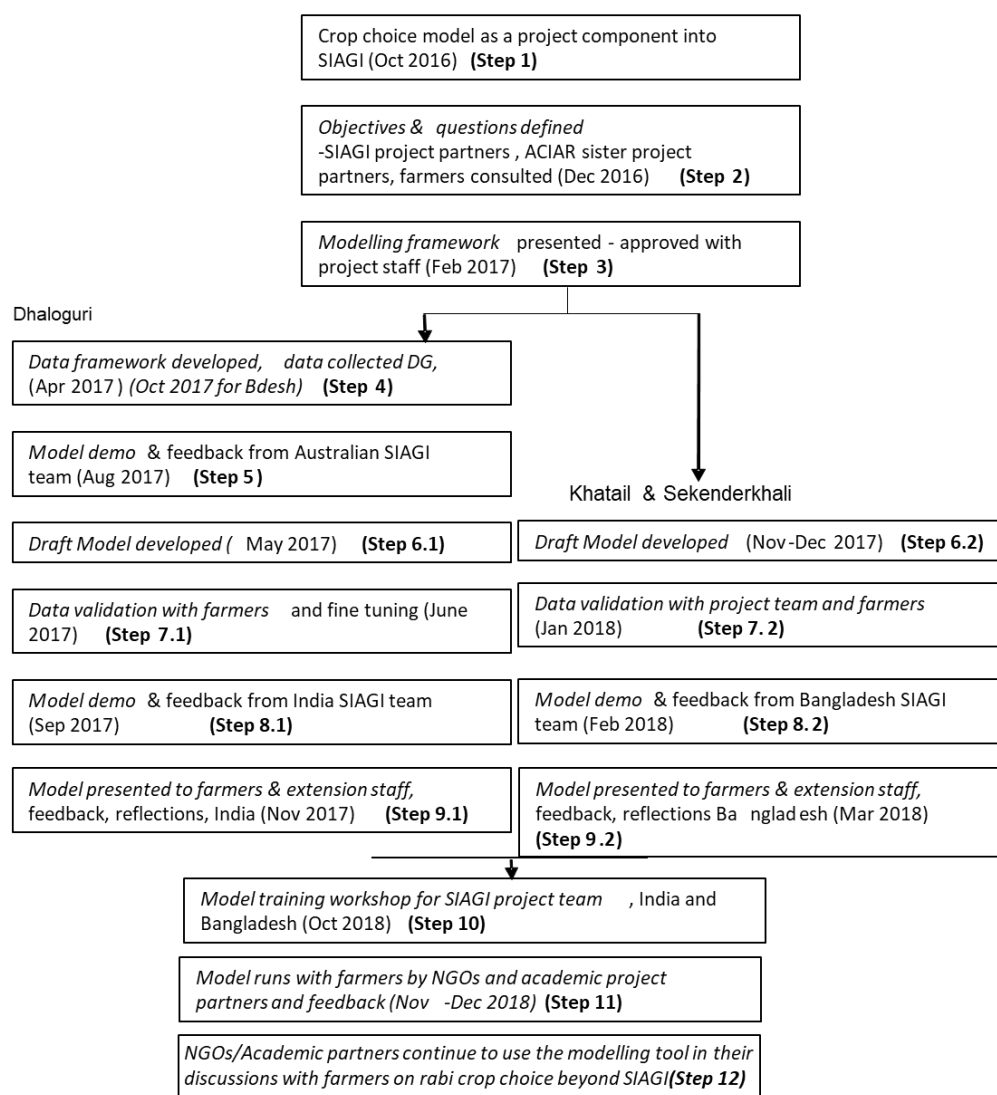 Crop choice model as a project component into
SIAGI (Oct 2016) (Step 1)
Objectives & questions defined
-SIAGI project partners , ACIAR sister project
partners, farmers consulted (Dec 2016) (Step 2)
Modelling framework presented - approved with
project staff (Feb 2017) (Step 3)
Dhaloguri
Data framework developed, data collected DG,
(Apr 2017 ) (Oct 2017 for Bdesh) (Step 4)
Model demo & feedback from Australian SIAGI
team (Aug 2017) (Step 5)
Khatail & Sekenderkhali
Draft Model developed ( May 2017) (Step 6.1)
Draft Model developed (Nov-Dec 2017) (Step 6.2)
Data validation with farmers and fine tuning (June
2017) (Step 7.1)
Data validation with project team and farmers
(Jan 2018) (Step 7. 2)
Model demo & feedback from India SIAGI team
(Sep 2017) (Step 8.1)
Model demo & feedback from Bangladesh SIAGI
team (Feb 2018) (Step 8. 2)
Model presented to farmers & extension staff,
feedback, reflections, India (Nov 2017) (Step 9.1)
Model presented to farmers & extension staff,
feedback, reflections Ba nglad esh (Mar 2018)
(Step 9 .2)
Model training workshop for SIAGI project team , India and
Bangladesh (Oct 2018) (Step 10)
Model runs with farmers by NGOs and academic project
partners and feedback (Nov -Dec 2018) (Step 11)
NGOs/Academic partners continue to use the modelling tool in their
discussions with farmers on rabi crop choice beyond SIAGI(Step 12)